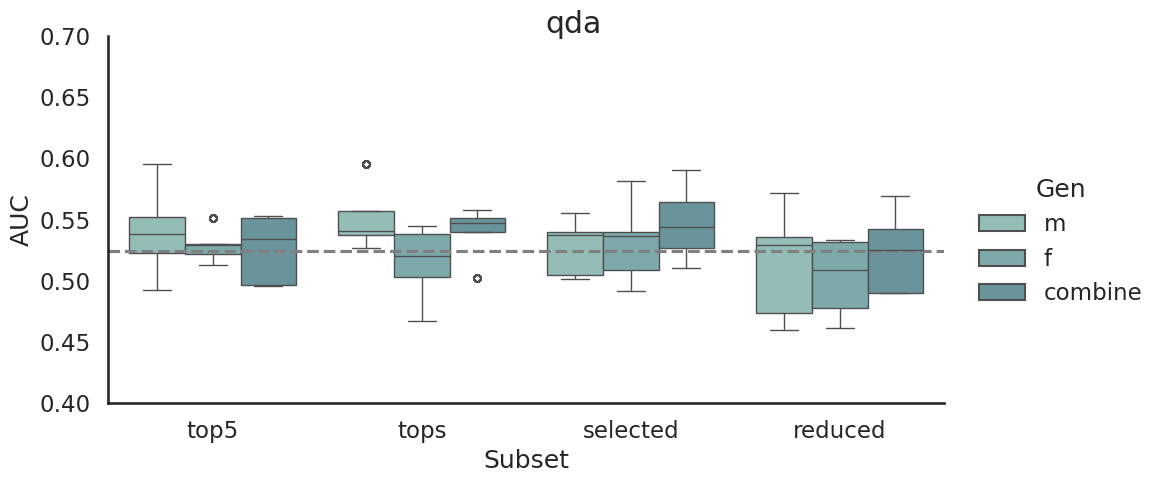 qda
0.70
0.65
0.60
0.55
0.50
0.45
0.40
AUC
top5
tops
selected
reduced
Subset
Gen
m
f
combine